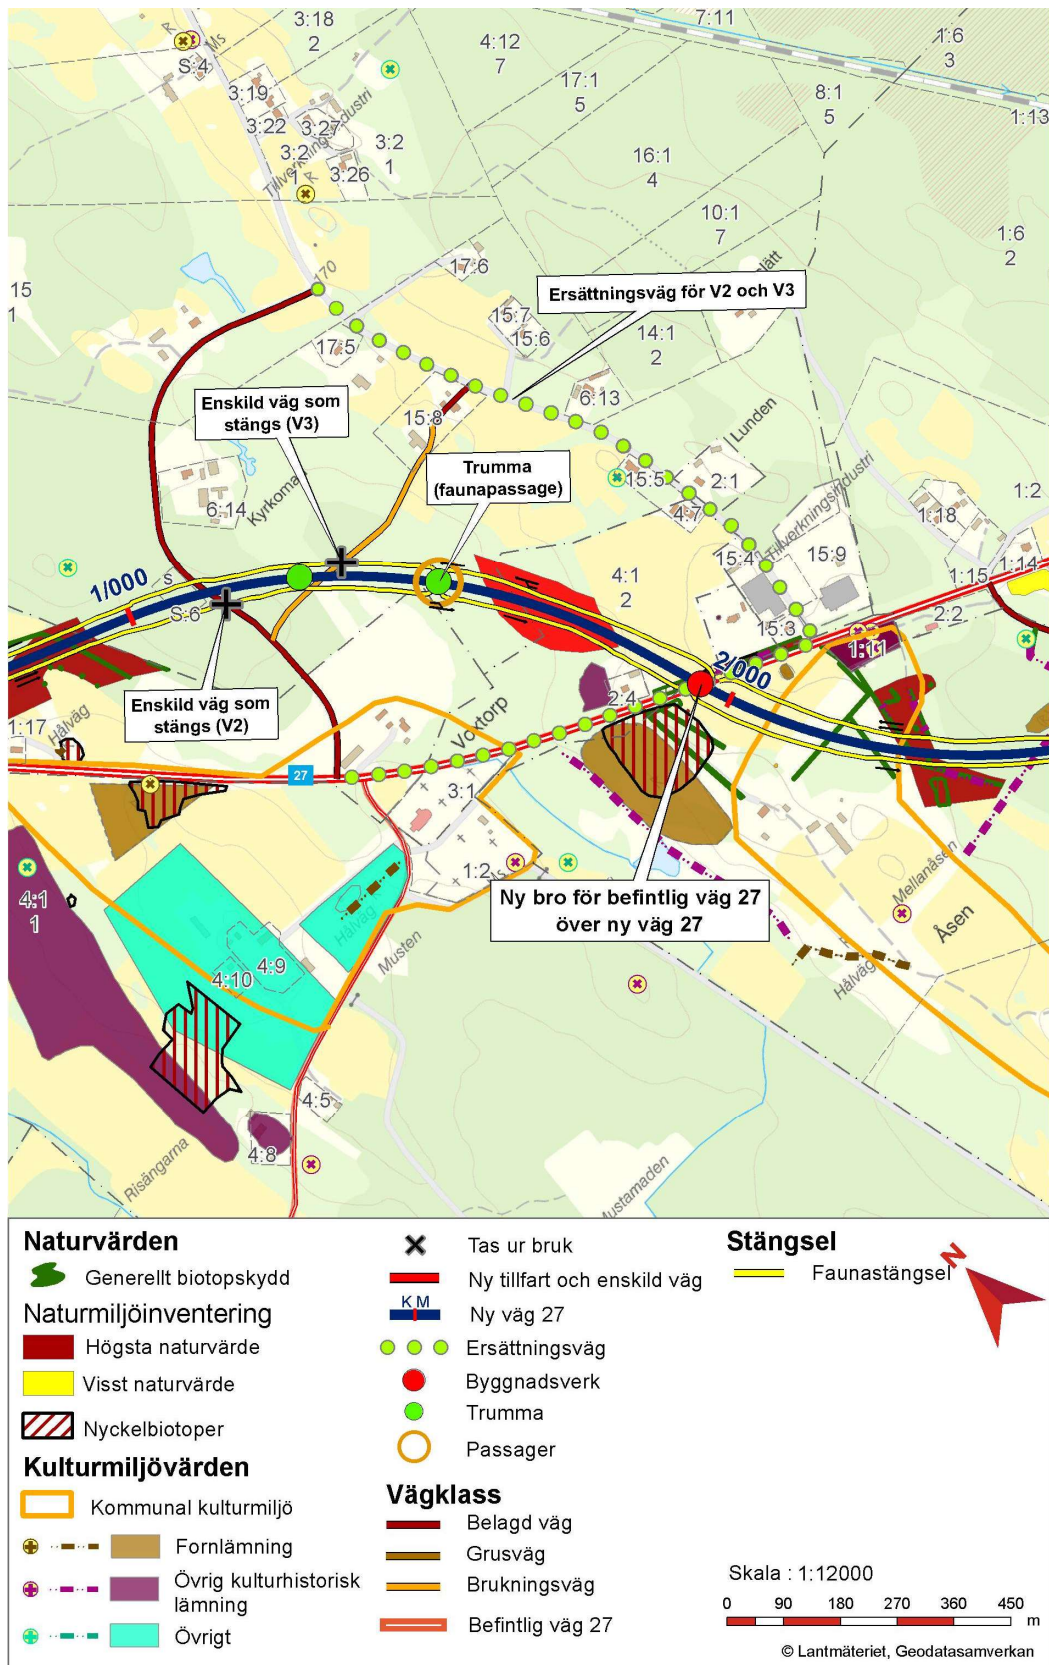 3:18
2
7:11
1:6
3
4:12
7
R
Ms
S:4
17:1
5
8:1
5
1:13
3:19
3:22
3:27
3:2
1
3:26
3:2
1
Tillverkningsindustri
R
16:1
4
10:1
7
1:6
2
170
17:6
slätt
15
1
Ersättningsväg för V2 och V3
15:7
15:6
14:1
2
17:5
Enskild väg som
stängs (V3)
15:8
6:13
Lunden
Trumma
(faunapassage)
15:5
2:1
1:2
6:14
Kyrkoma
4:7
Tillverkningsindustri
1:18
15:4
15:9
1/000
s
S:6
4:1
2
1:15
1:14
2:2
15:3
1:11
2/000
Enskild väg som
stängs (V2)
2:4
1:17
Hålväg
Voxtorp
27
3:1
1:2
Ms
Mellanåsen
4:1
1
Hålväg
Ny bro för befintlig väg 27
över ny väg 27
Åsen
R
Musten
4:9
4:10
Hålväg
4:5
4:8
Risängarna
Mustamaden
Naturvärden
Generellt biotopskydd
Naturmiljöinventering
Högsta naturvärde
Visst naturvärde
Nyckelbiotoper
Kulturmiljövärden
Kommunal kulturmiljö
Fornlämning
Övrig kulturhistorisk
lämning
Övrigt
Tas ur bruk
Ny tillfart och enskild väg
KM
Ny väg 27
Ersättningsväg
Byggnadsverk
Trumma
Passager
Vägklass
Belagd väg
Grusväg
Brukningsväg
Befintlig väg 27
Stängsel
Faunastängsel
N
Skala : 1:12000
0 90 180 270 360 450
m
© Lantmäteriet, Geodatasamverkan